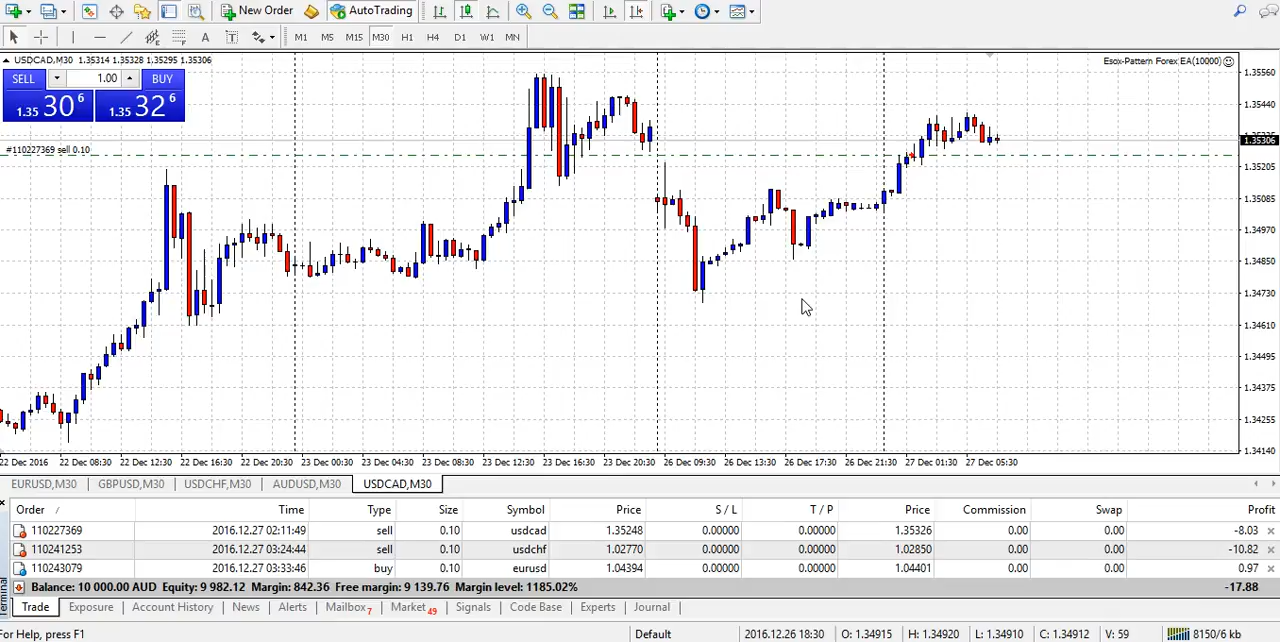 New Order AutoTrading
A T M1 M5 M15 M30 H1 H4 D1 W1 MN
USDCAD,M30 1.35314 1.35328 1.35295 1.35306
Esox-Pattern Forex EA(10000)
SELL 1.00 BUY
1.35 30 6 1.35 32 6
#110227369 sell 0.10
1.35560
1.35440
1.35306
1.35205
1.35085
1.34970
1.34850
1.34730
1.34610
1.34495
1.34375
1.34255
1.34140
22 Dec 2016 22 Dec 08:30 22 Dec 12:30 22 Dec 16:30 22 Dec 20:30 23 Dec 00:30 23 Dec 04:30 23 Dec 08:30 23 Dec 12:30 23 Dec 16:30 23 Dec 20:30 26 Dec 09:30 26 Dec 13:30 26 Dec 17:30 26 Dec 21:30 27 Dec 01:30 27 Dec 05:30
EURUSD,M30 GBPUSD,M30 USDCHF,M30 AUDUSD,M30 USDCAD,M30
Order / Time Type Size Symbol Price S / L T / P Price Commission Swap Profit
110227369 2016.12.27 02:11:49 sell 0.10 usdcad 1.35248 0.00000 0.00000 1.35326 0.00 0.00 -8.03
110241253 2016.12.27 03:24:44 sell 0.10 usdchf 1.02770 0.00000 0.00000 1.02850 0.00 0.00 -10.82
110243079 2016.12.27 03:33:46 buy 0.10 eurusd 1.04394 0.00000 0.00000 1.04401 0.00 0.00 0.97
Balance: 10 000.00 AUD Equity: 9 982.12 Margin: 842.36 Free margin: 9 139.76 Margin level: 1185.02% -17.88
Terminal
Trade Exposure Account History News Alerts Mailbox 7 Market 49 Signals Code Base Experts Journal
For Help, press F1 Default 2016.12.26 18:30 O: 1.34915 H: 1.34920 L: 1.34910 C: 1.34912 V: 59 8150/6 kb